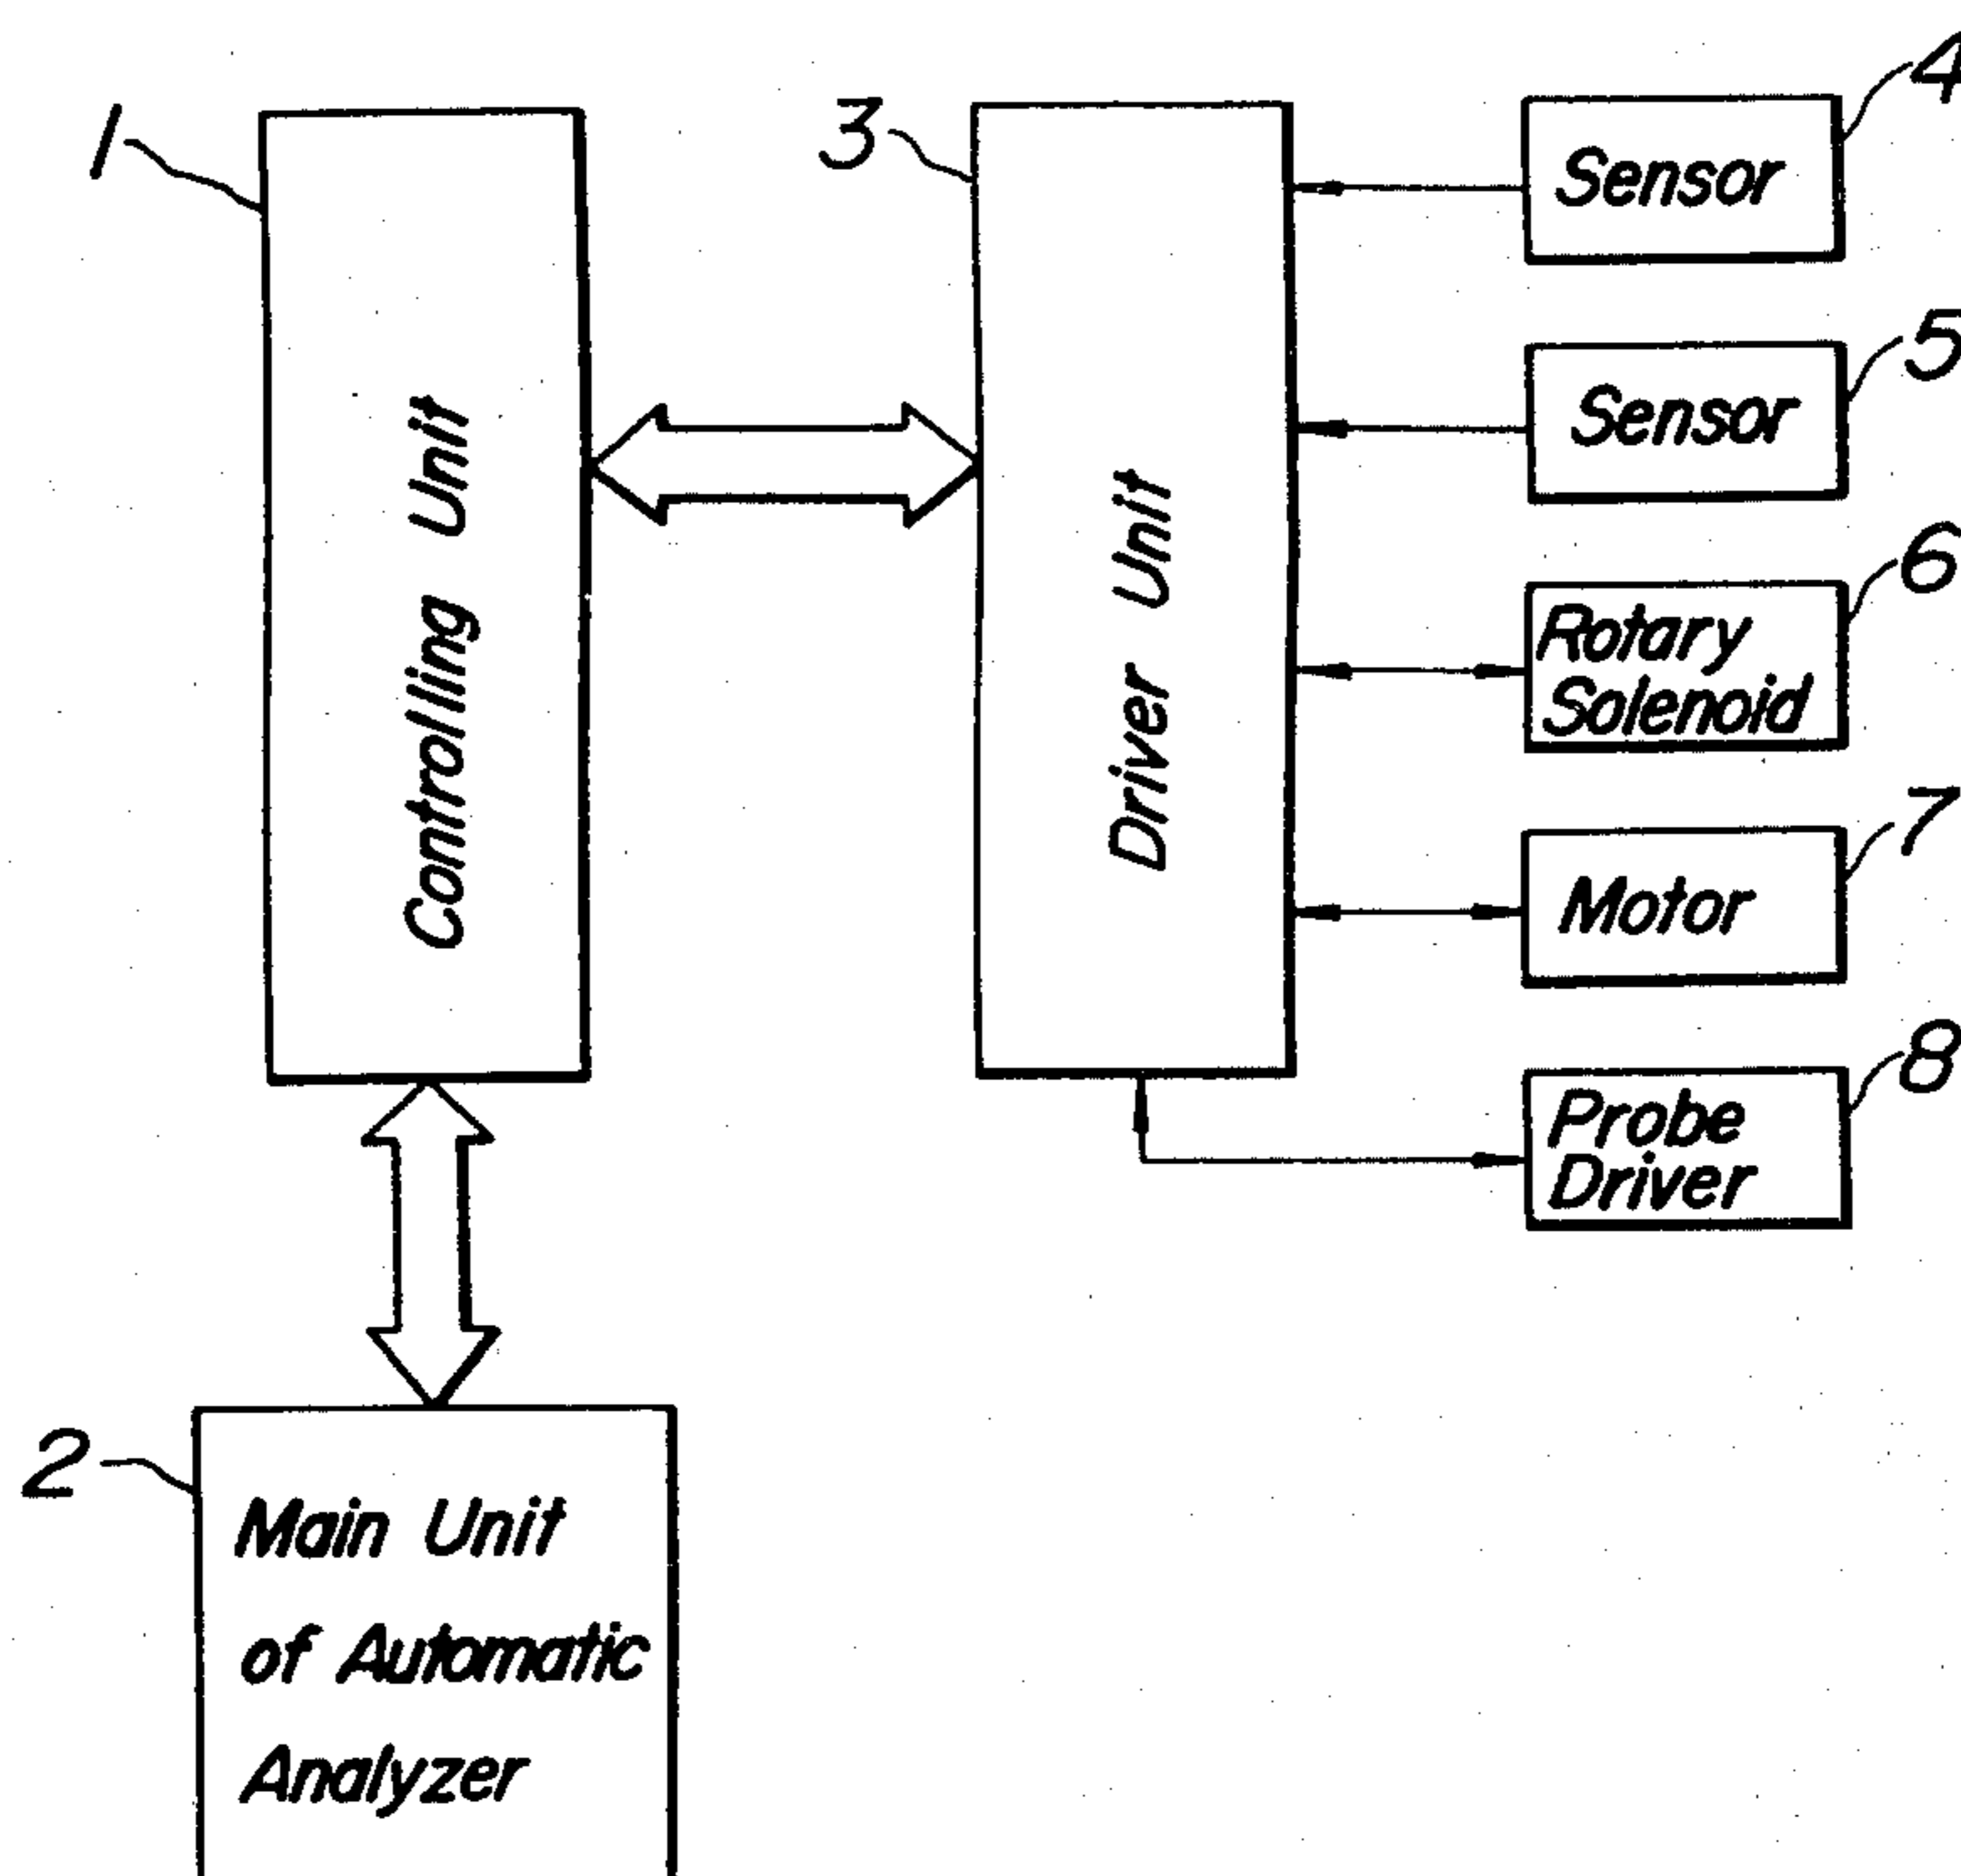 1
Controlling Unit
3
Driver Unit
4
Sensor
5
Sensor
6
Rotary
Solenoid
7
Motor
8
Probe
Driver
2
Main Unit
of Automatic
Analyzer